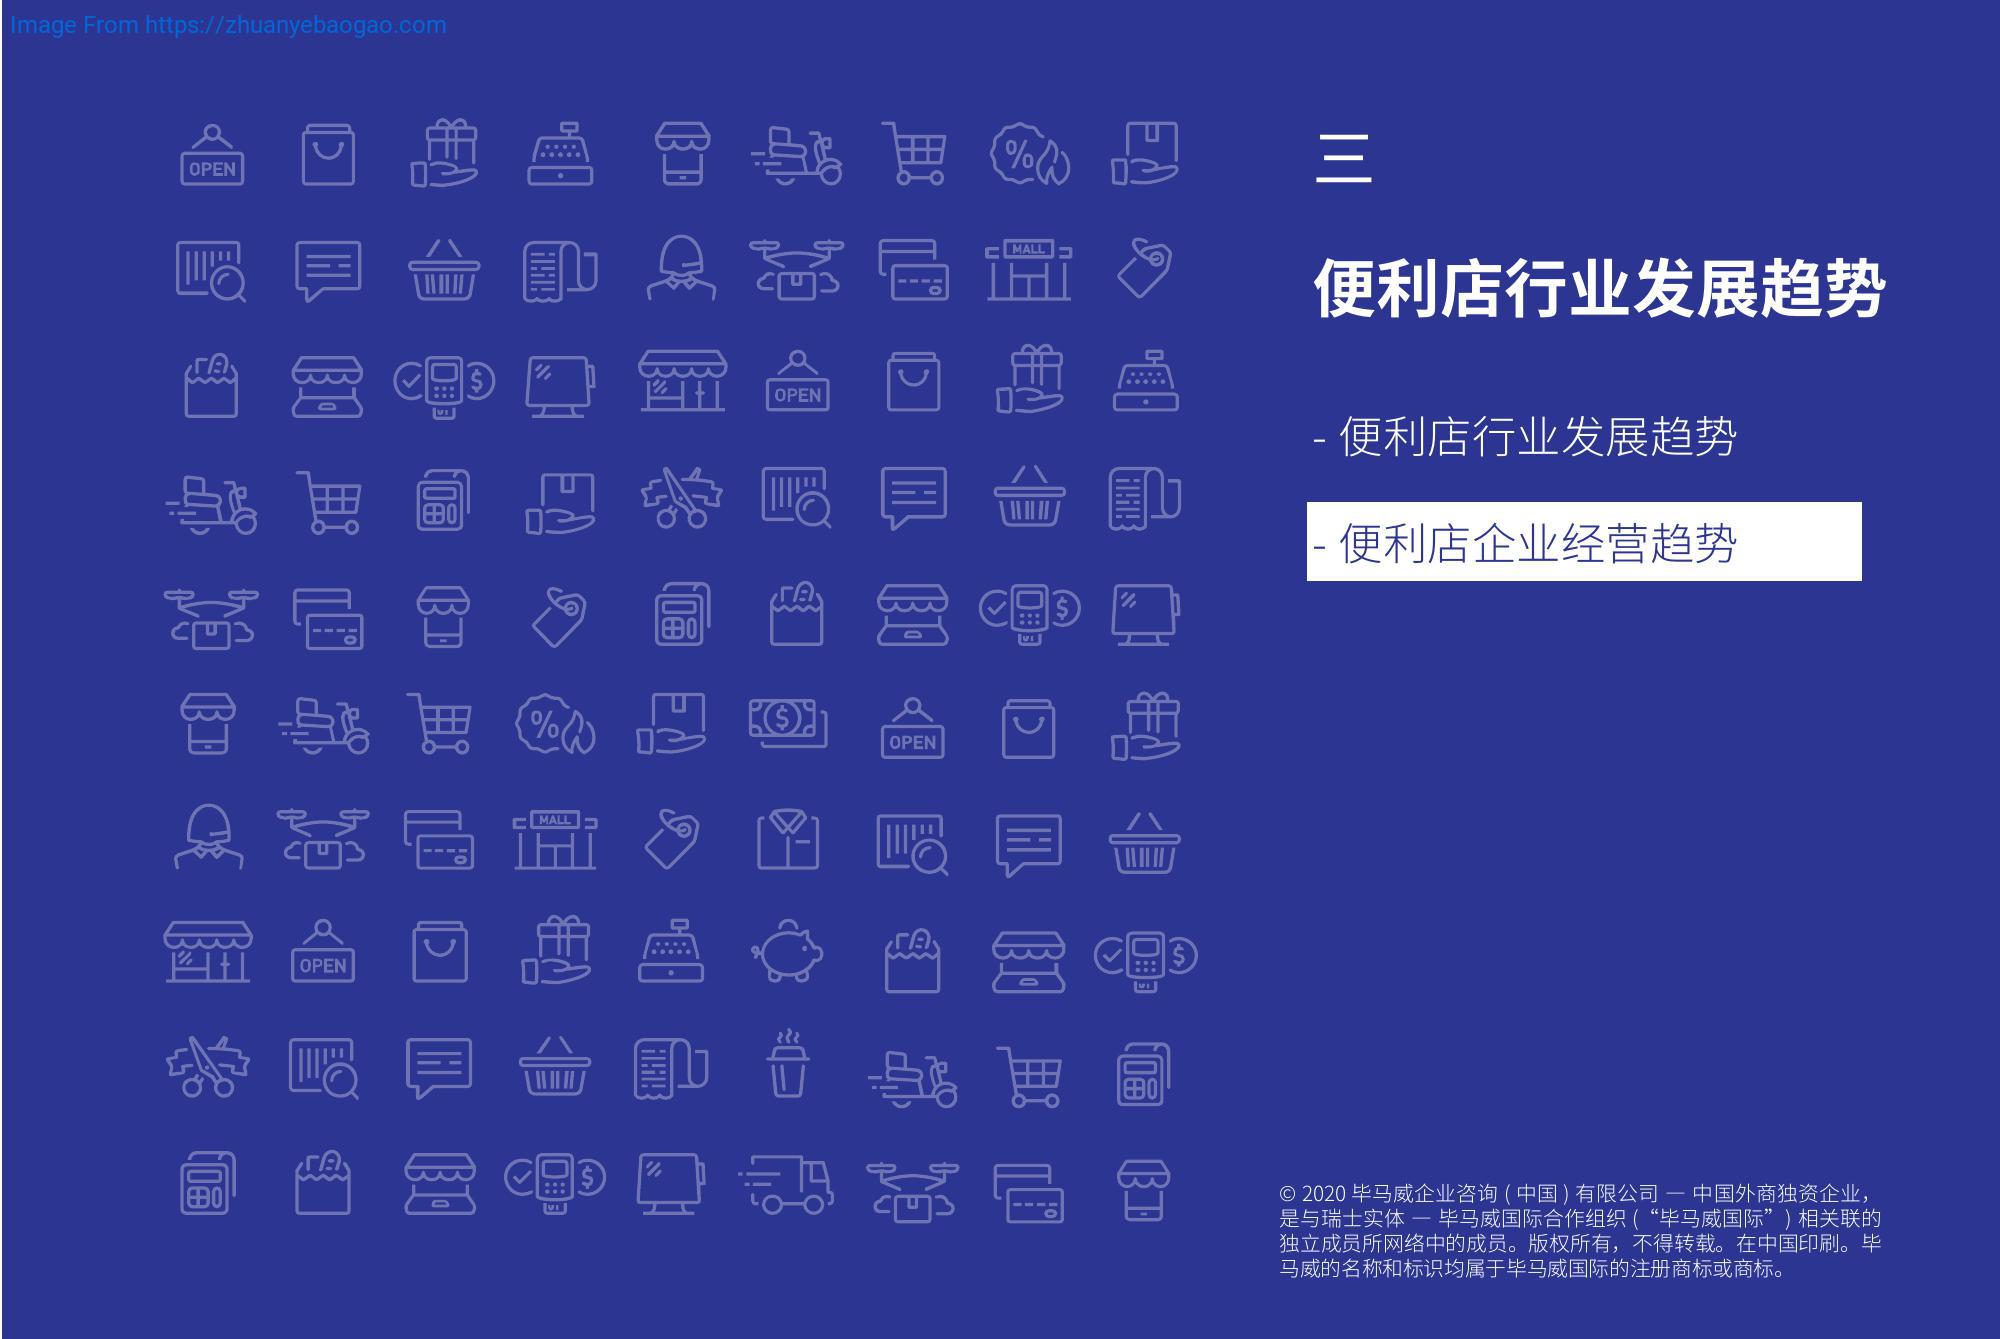 Image From https://zhuanyebaogao.com
三
便利店行业发展趋势
- 便利店行业发展趋势
- 便利店企业经营趋势
OPEN
%
MALL
$
OPEN
$
%
$
OPEN
MALL
OPEN
$
$
© 2020 毕马威企业咨询 ( 中国 ) 有限公司 — 中国外商独资企业，
是与瑞士实体 — 毕马威国际合作组织 (“毕马威国际”) 相关联的
独立成员所网络中的成员。版权所有，不得转载。在中国印刷。毕
马威的名称和标识均属于毕马威国际的注册商标或商标。